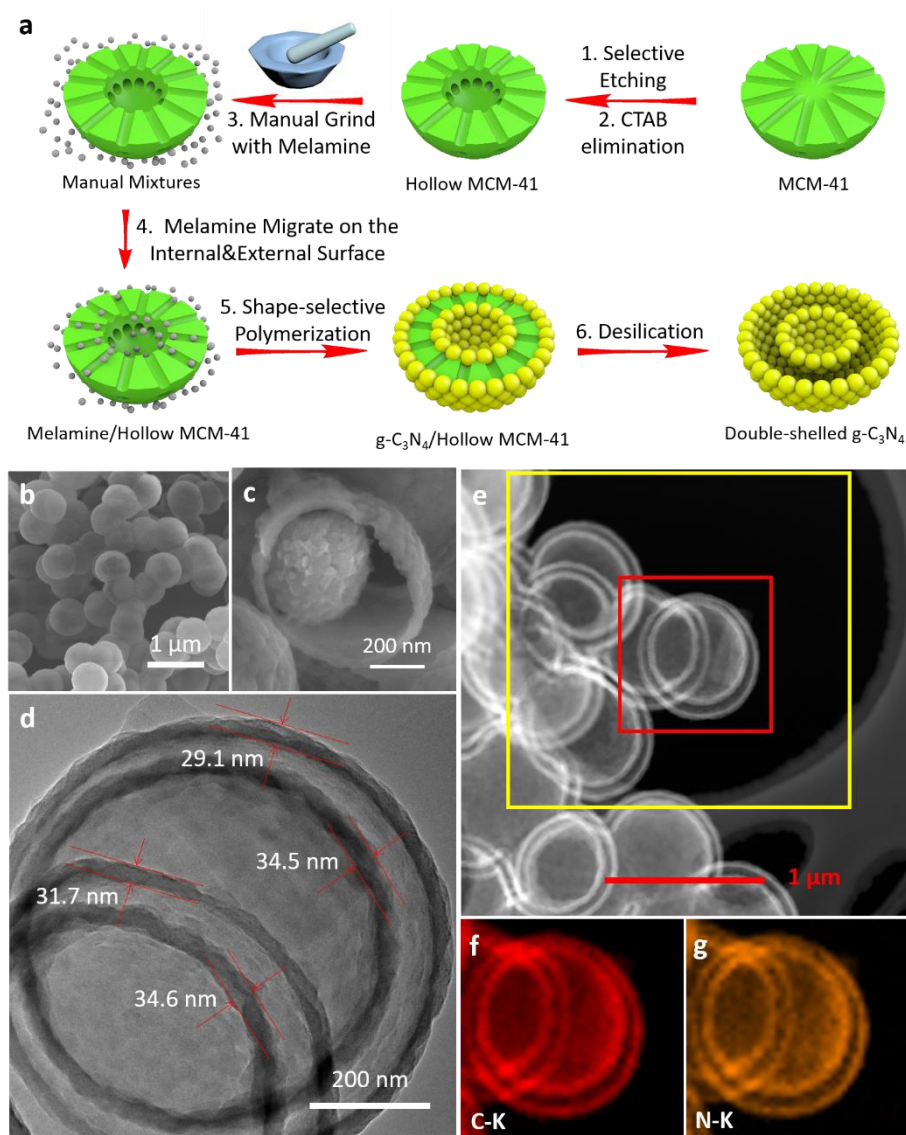 a
1. Selective
Etching
2. CTAB
elimination
3. Manual Grind
with Melamine
Manual Mixtures
Hollow MCM-41
MCM-41
4. Melamine Migrate on the
Internal&External Surface
5. Shape-selective
Polymerization
6. Desilication
Melamine/Hollow MCM-41
g-C₃N₄/Hollow MCM-41
Double-shelled g-C₃N₄
b
1 μm
c
200 nm
d
29.1 nm
34.5 nm
31.7 nm
34.6 nm
200 nm
e
1 μm
f
C-K
g
N-K